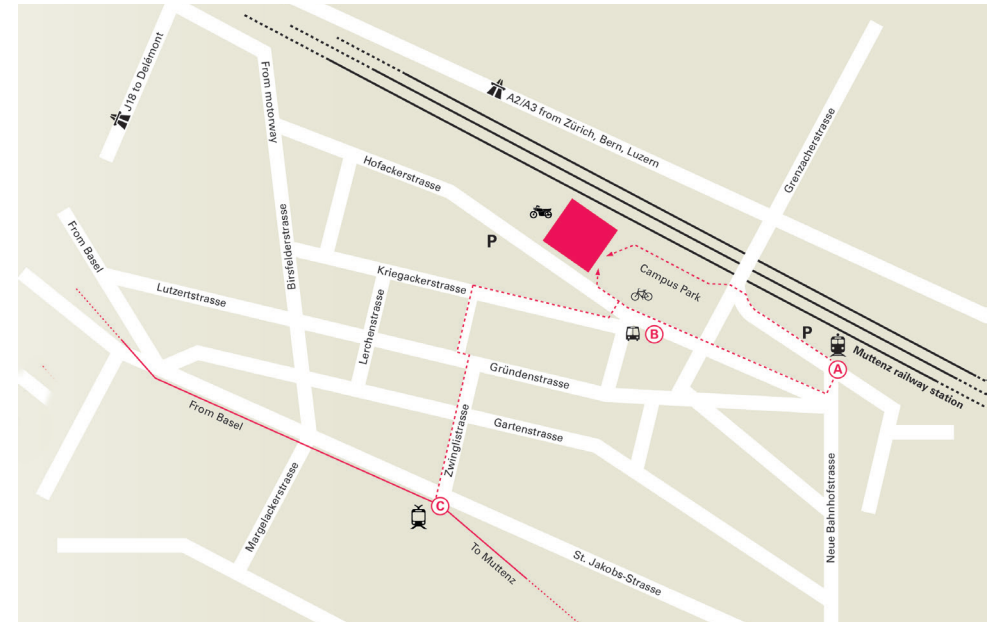 J18 to Delémont
From motorway
A2/A3 from Zürich, Bern, Luzern
Grenzacherstrasse
Hofackerstrasse
P
From Basel
Birsfelderstrasse
Kriegackerstrasse
Campus Park
Lutzertstrasse
Lerchenstrasse
B
P
Muttenz railway station
A
Gründenstrasse
From Basel
Zwinglistrasse
Gartenstrasse
Margelackerstrasse
C
To Muttenz
St. Jakobs-Strasse
Neue Bahnhofstrasse